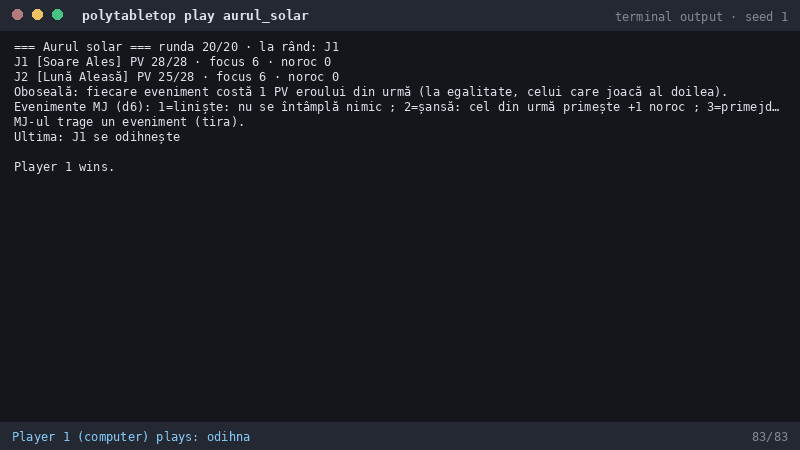 polytabletop play aurul_solar
terminal output · seed 1
=== Aurul solar === runda 20/20 · la rând: J1
J1 [Soare Ales] PV 28/28 · focus 6 · noroc 0
J2 [Lună Aleasă] PV 25/28 · focus 6 · noroc 0
Oboseală: fiecare eveniment costă 1 PV eroului din urmă (la egalitate, celui care joacă al doilea).
Evenimente MJ (d6): 1=liniște: nu se întâmplă nimic ; 2=șansă: cel din urmă primește +1 noroc ; 3=primejd…
MJ-ul trage un eveniment (tira).
Ultima: J1 se odihnește
Player 1 wins.
Player 1 (computer) plays: odihna
83/83